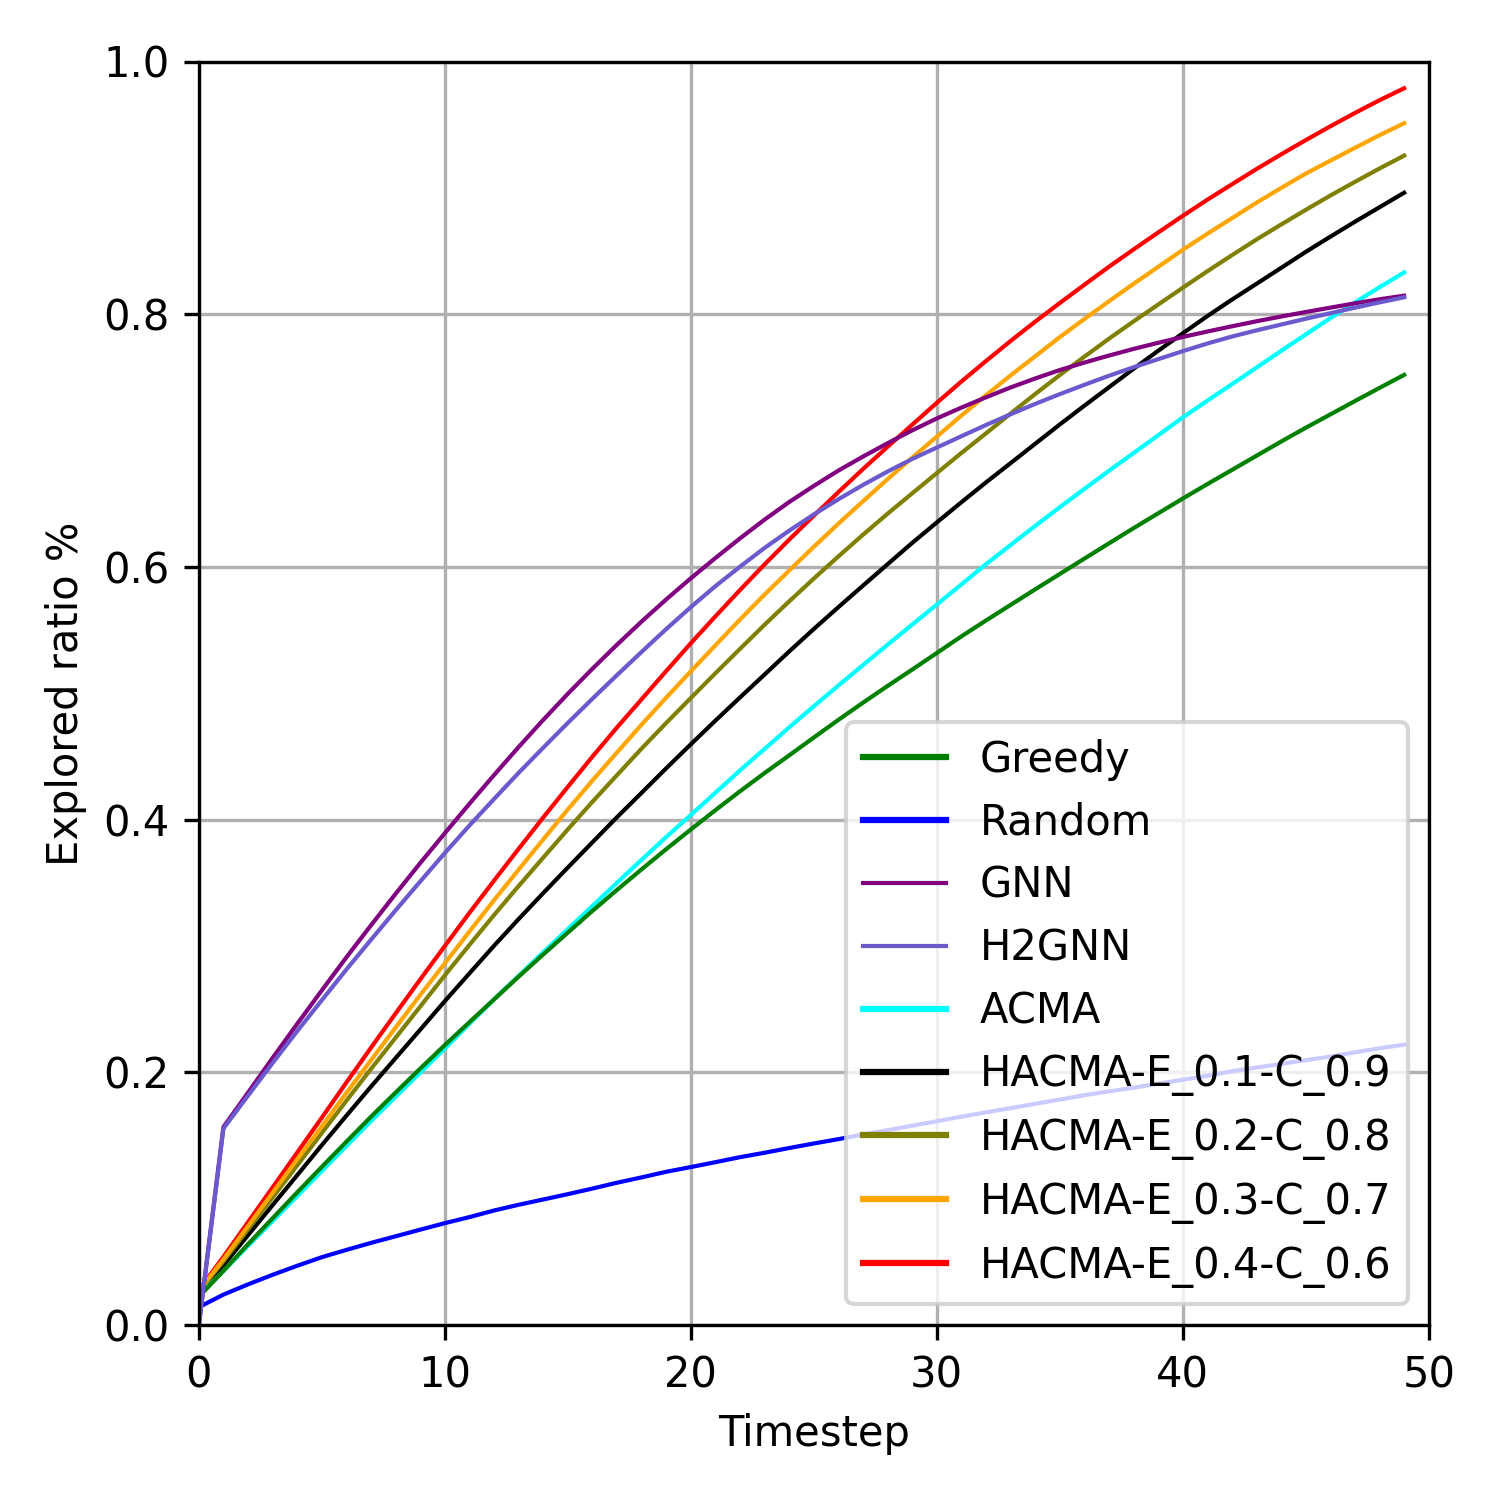 1.0
0.8
0.6
0.4
0.2
0.0
Explored ratio %
0 10 20 30 40 50
Timestep
Greedy
Random
GNN
H2GNN
ACMA
HACMA-E_0.1-C_0.9
HACMA-E_0.2-C_0.8
HACMA-E_0.3-C_0.7
HACMA-E_0.4-C_0.6